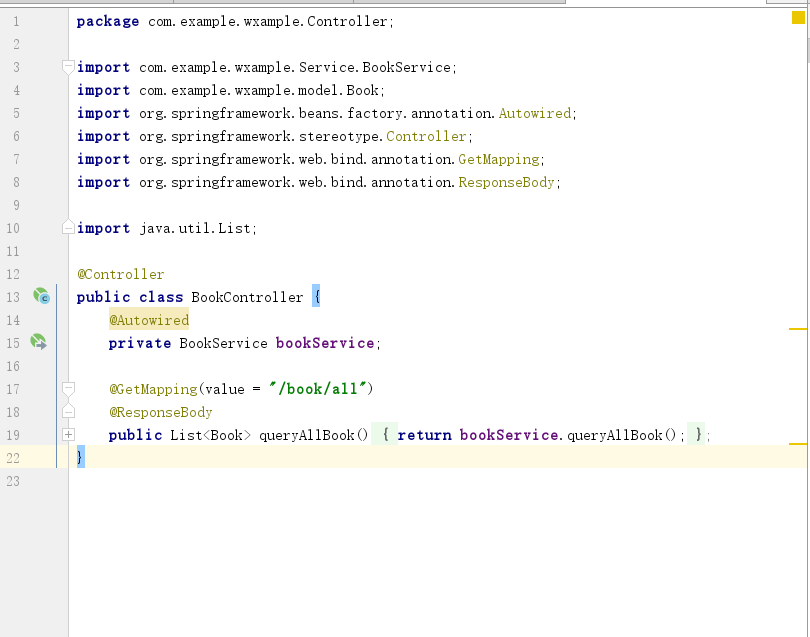 1 package com.example.wxample.Controller;
2
3 import com.example.wxample.Service.BookService;
4 import com.example.wxample.model.Book;
5 import org.springframework.beans.factory.annotation.Autowired;
6 import org.springframework.stereotype.Controller;
7 import org.springframework.web.bind.annotation.GetMapping;
8 import org.springframework.web.bind.annotation.ResponseBody;
9
10 import java.util.List;
11
12 @Controller
13 public class BookController {
14 @Autowired
15 private BookService bookService;
16
17 @GetMapping(value = "/book/all")
18 @ResponseBody
19 public List<Book> queryAllBook() { return bookService.queryAllBook(); };
22 }
23